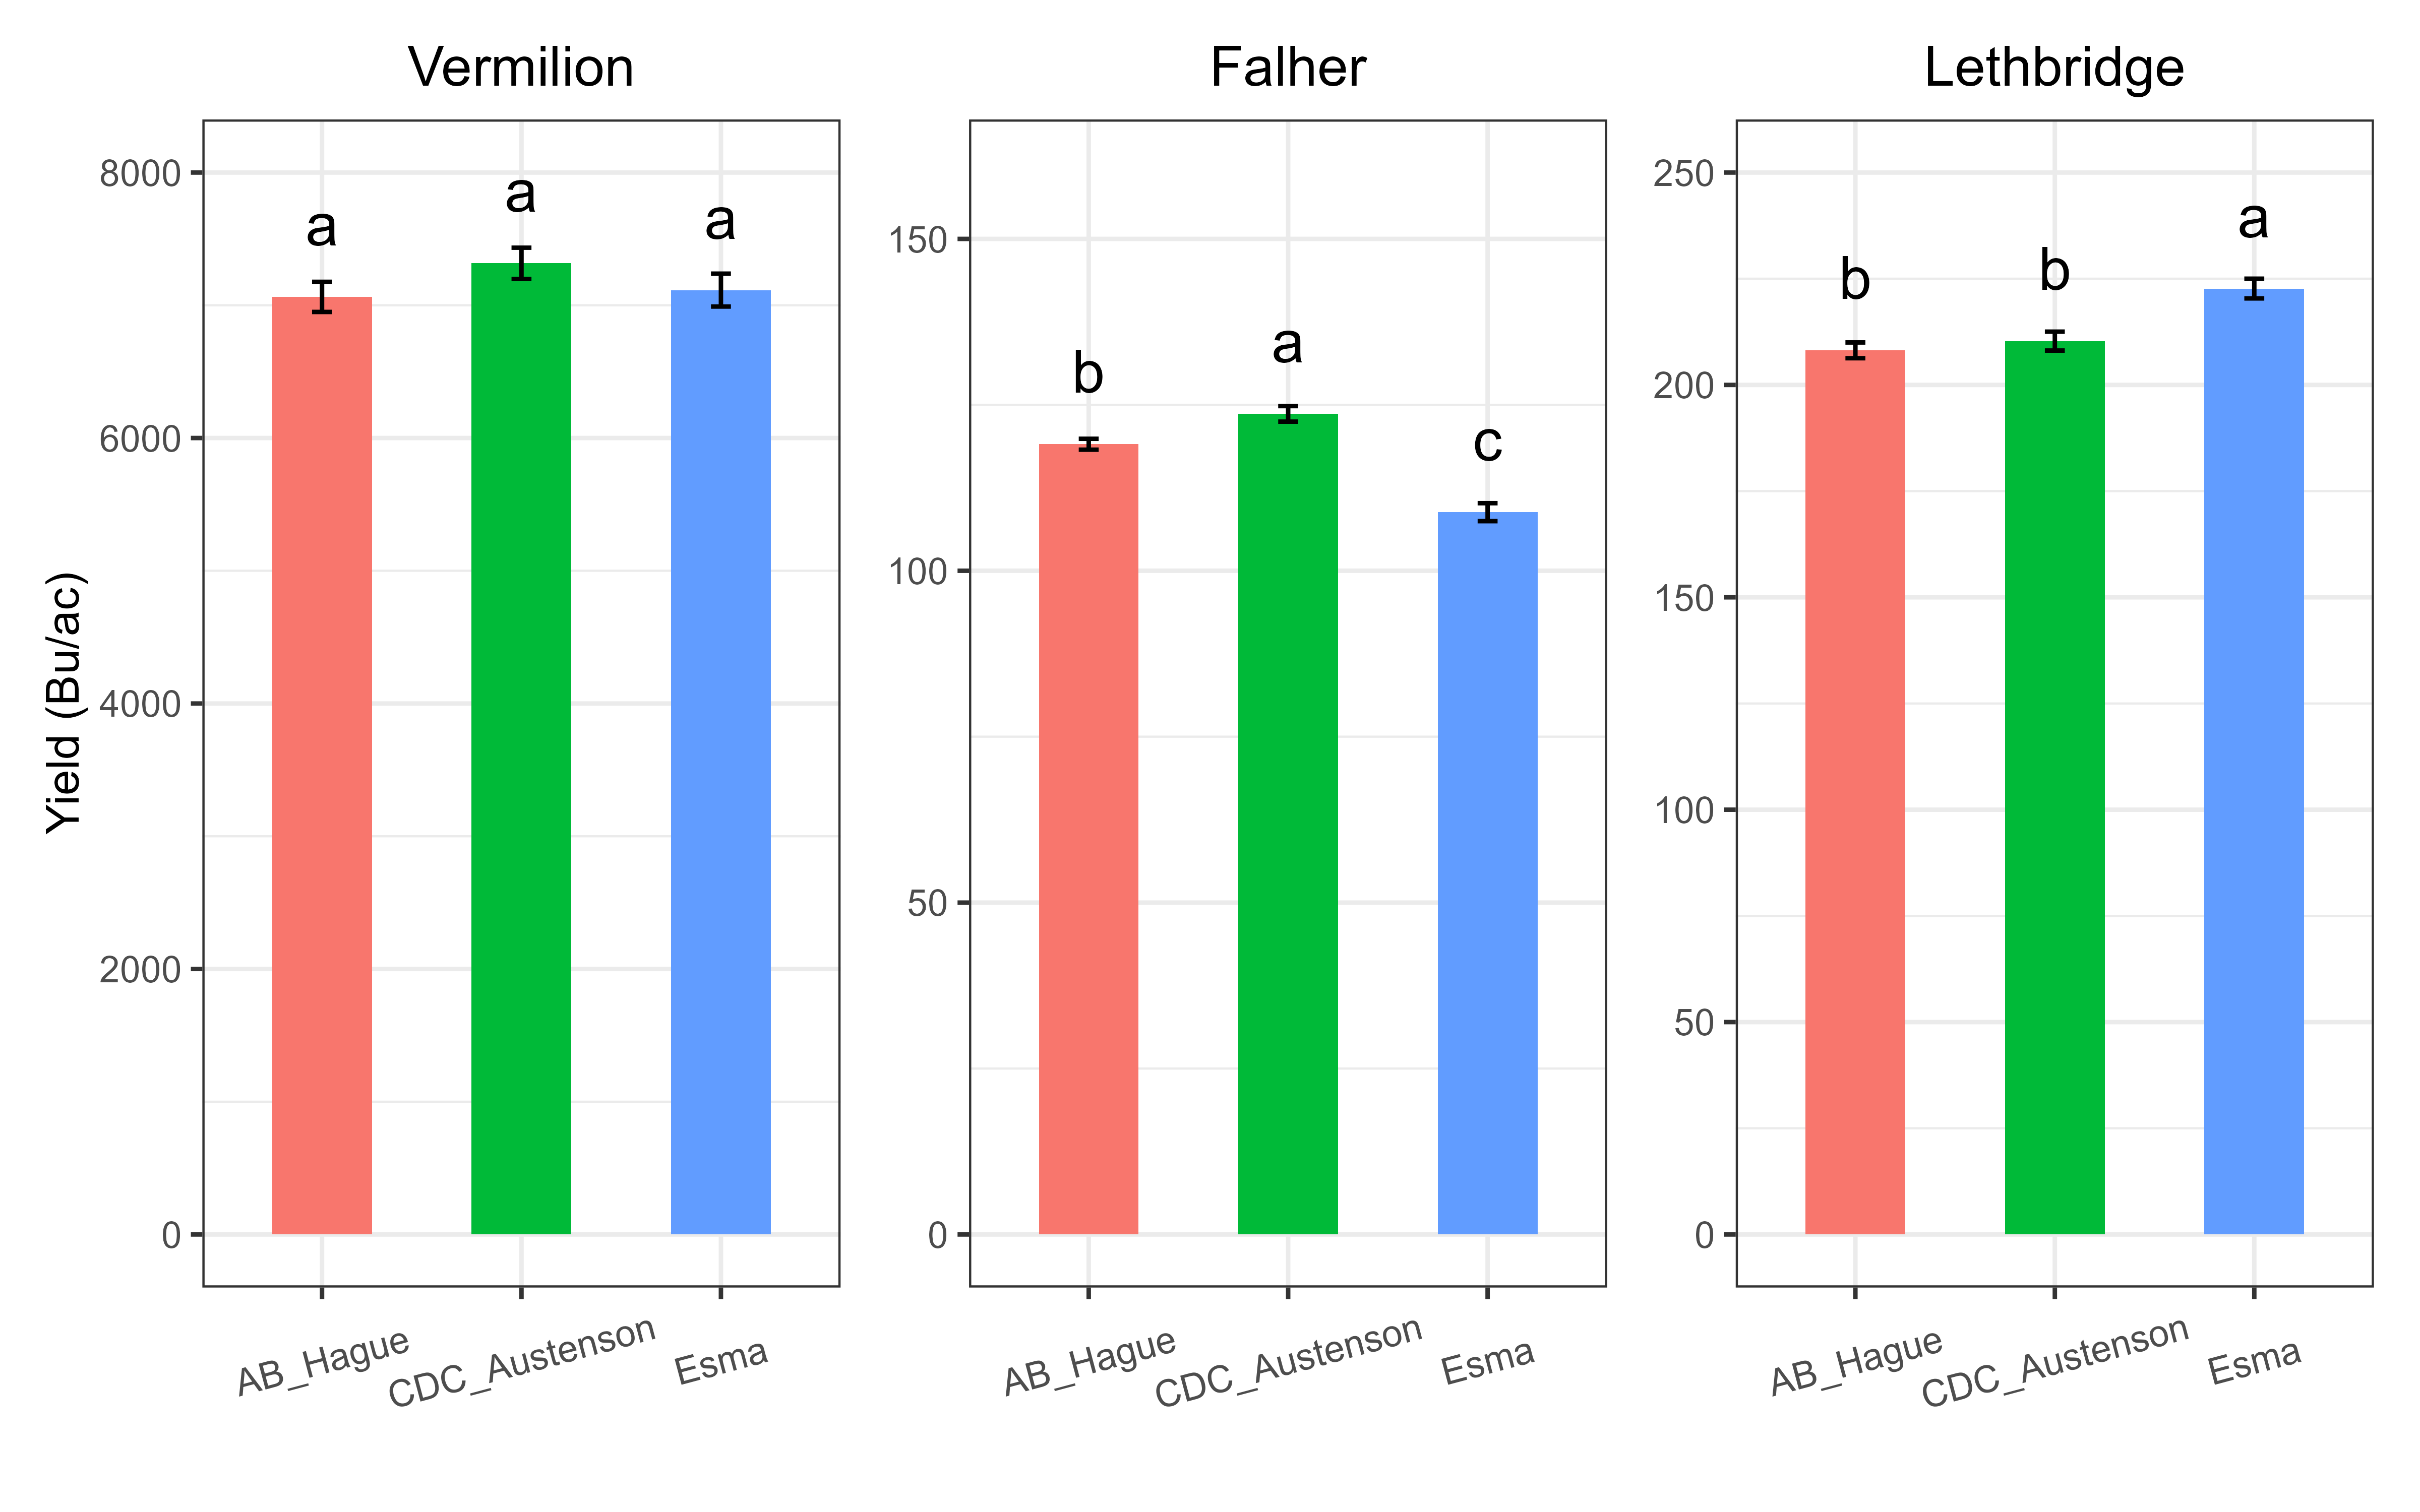 Vermilion
Falher
Lethbridge
Yield (Bu/ac)
8000
6000
4000
2000
0
a
a
a
AB_Hague
CDC_Austenson
Esma
150
100
50
0
b
a
c
AB_Hague
CDC_Austenson
Esma
250
200
150
100
50
0
b
b
a
AB_Hague
CDC_Austenson
Esma